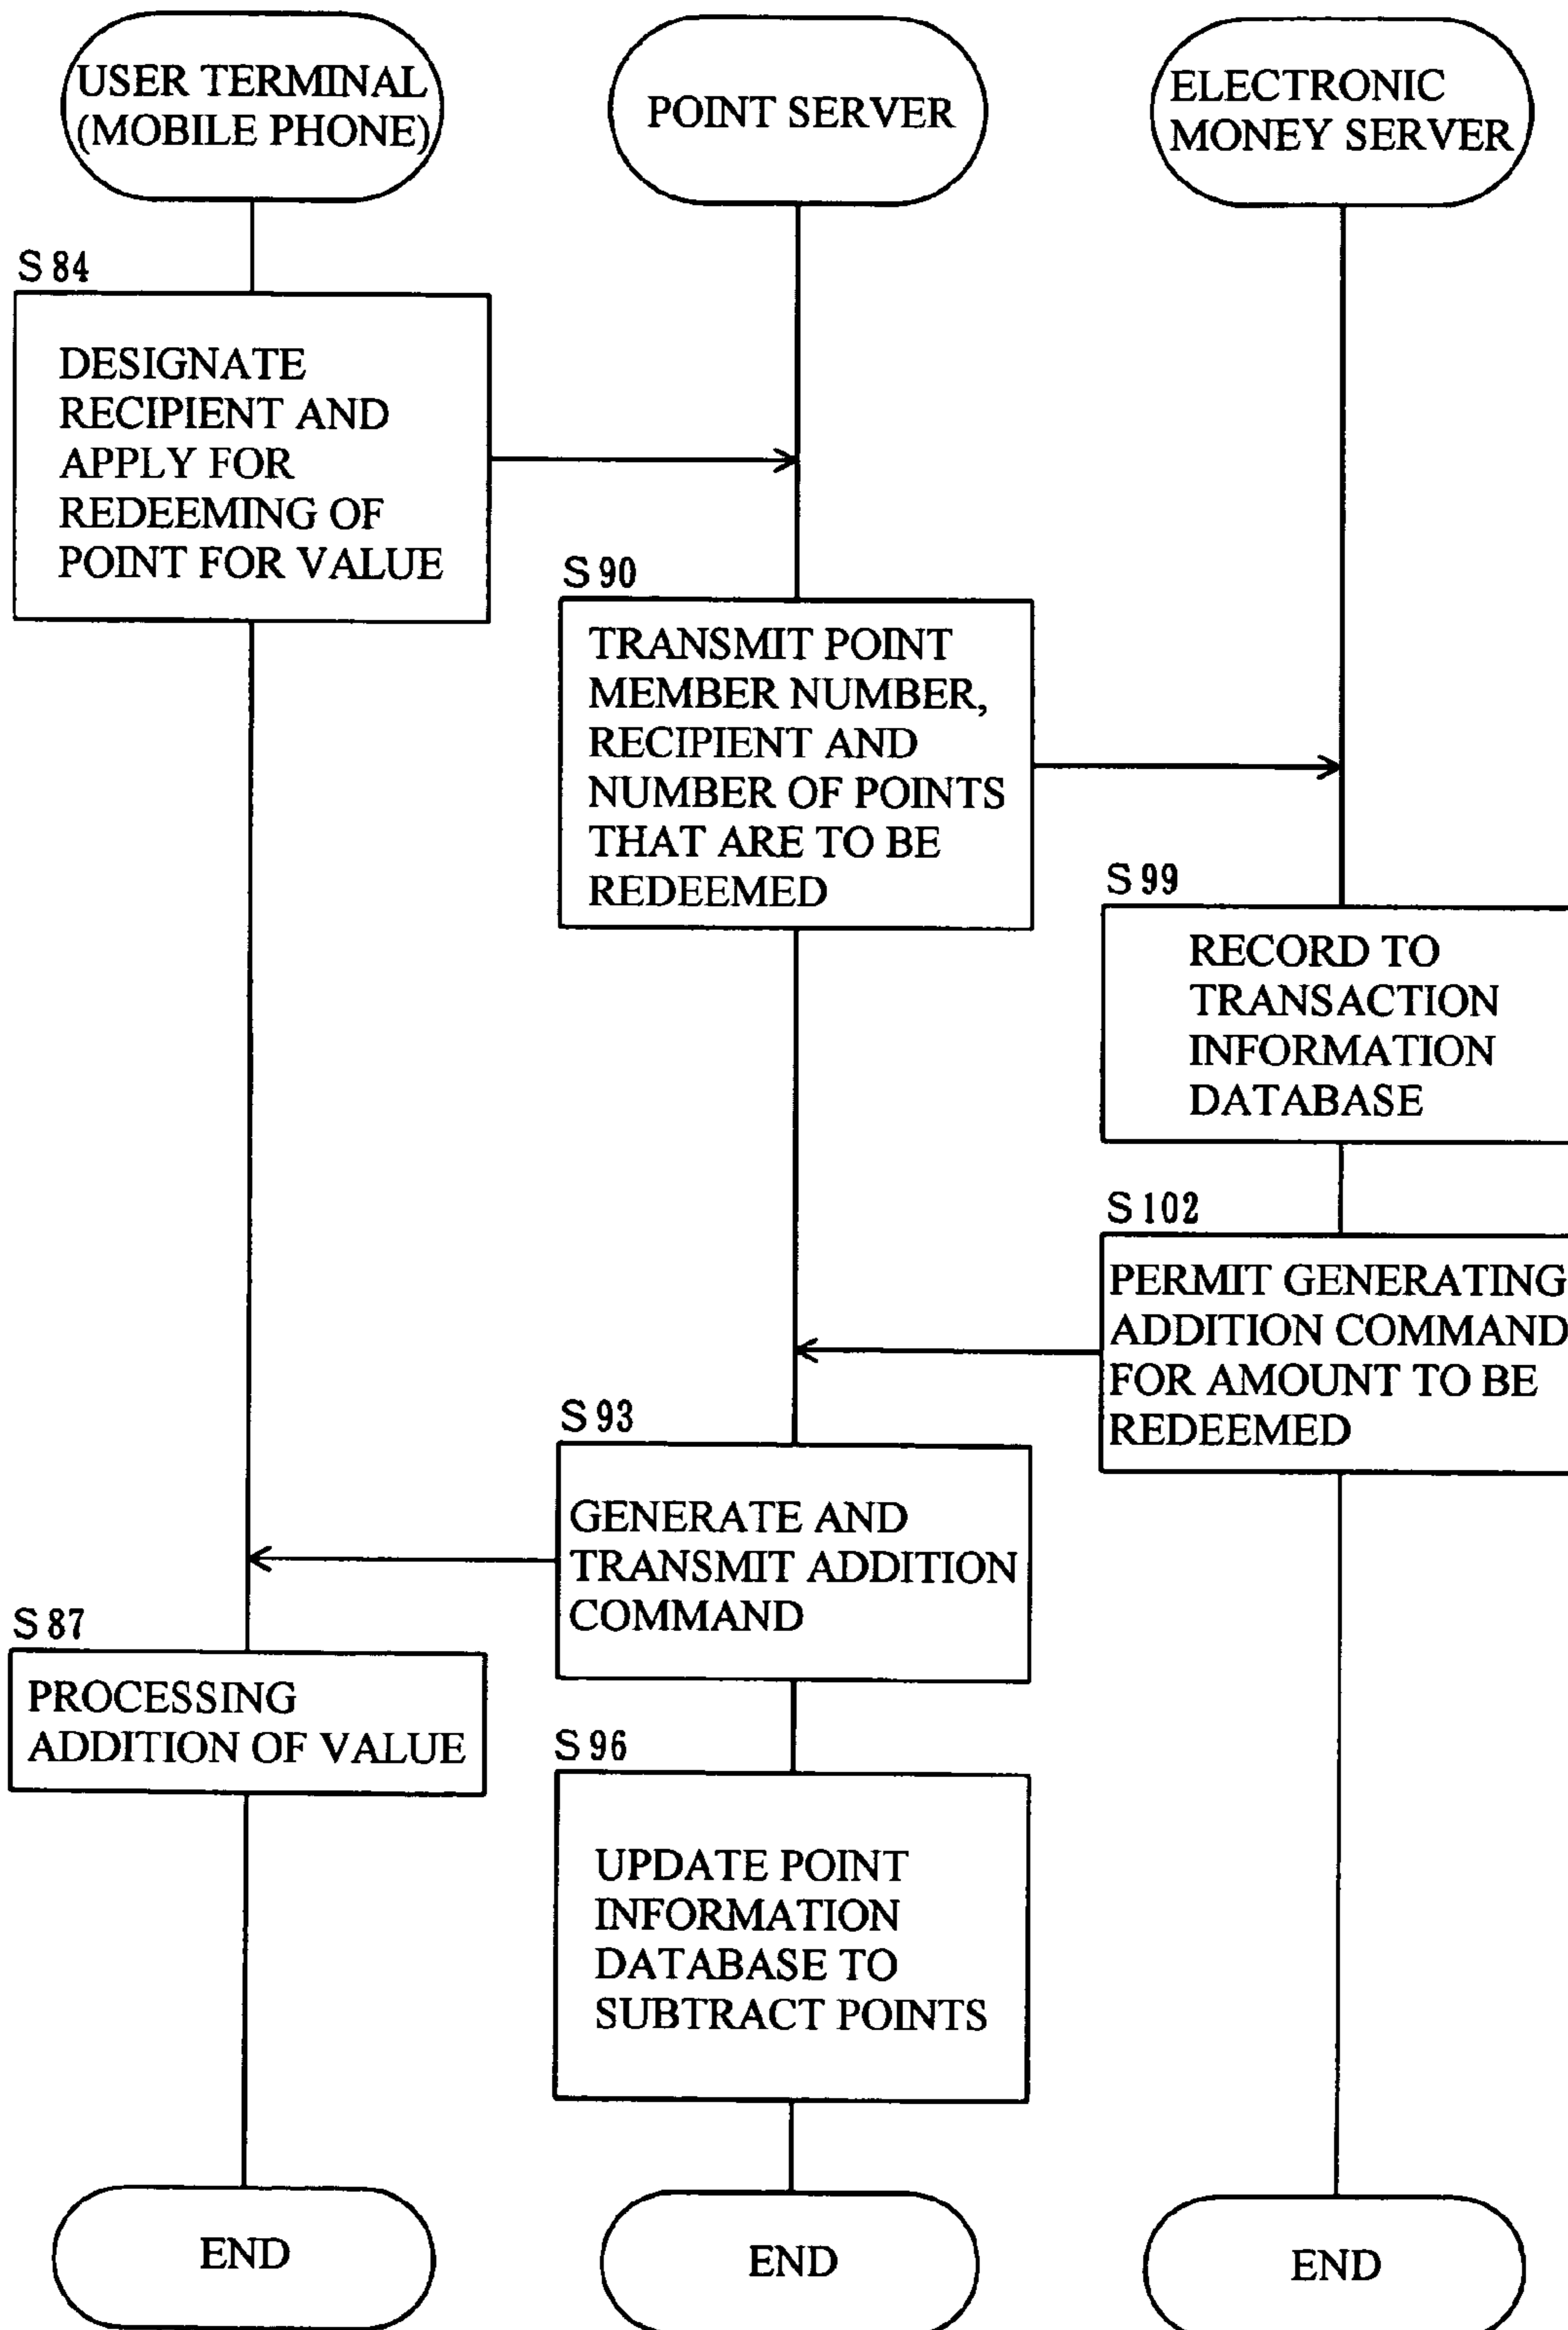 USER TERMINAL
(MOBILE PHONE)
POINT SERVER
ELECTRONIC
MONEY SERVER
S 84
DESIGNATE
RECIPIENT AND
APPLY FOR
REDEEMING OF
POINT FOR VALUE
S 90
TRANSMIT POINT
MEMBER NUMBER,
RECIPIENT AND
NUMBER OF POINTS
THAT ARE TO BE
REDEEMED
S 99
RECORD TO
TRANSACTION
INFORMATION
DATABASE
S 102
PERMIT GENERATING
ADDITION COMMAND
FOR AMOUNT TO BE
REDEEMED
S 93
GENERATE AND
TRANSMIT ADDITION
COMMAND
S 87
PROCESSING
ADDITION OF VALUE
S 96
UPDATE POINT
INFORMATION
DATABASE TO
SUBTRACT POINTS
END
END
END